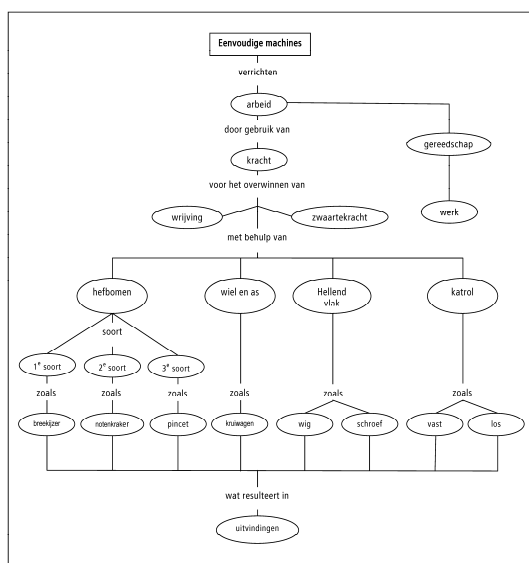 Eenvoudige machines
verrichten
arbeid
door gebruik van
gereedschap
kracht
voor het overwinnen van
wrijving
zwaartekracht
werk
met behulp van
hefbomen
wiel en as
Hellend
vlak
katrol
soort
1e soort
2e soort
3e soort
zoals
zoals
zoals
zoals
zoals
zoals
breekijzer
notenkraker
pincet
kruiwagen
wig
schroef
vast
los
wat resulteert in
uitvindingen